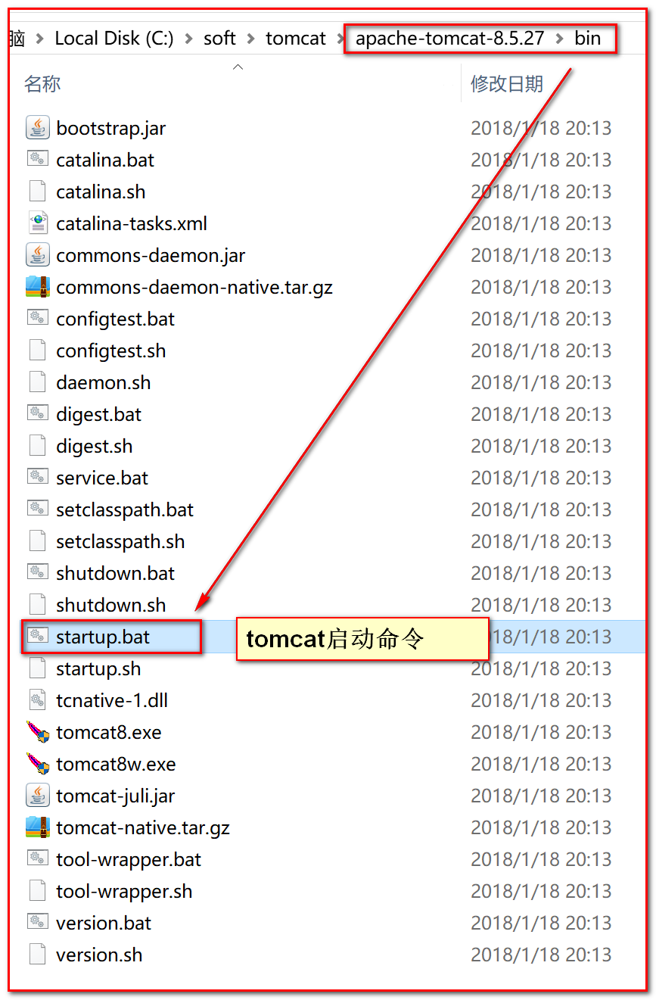 脑 > Local Disk (C:) > soft > tomcat > apache-tomcat-8.5.27 > bin
名称 修改日期
bootstrap.jar 2018/1/18 20:13
catalina.bat 2018/1/18 20:13
catalina.sh 2018/1/18 20:13
catalina-tasks.xml 2018/1/18 20:13
commons-daemon.jar 2018/1/18 20:13
commons-daemon-native.tar.gz 2018/1/18 20:13
configtest.bat 2018/1/18 20:13
configtest.sh 2018/1/18 20:13
daemon.sh 2018/1/18 20:13
digest.bat 2018/1/18 20:13
digest.sh 2018/1/18 20:13
service.bat 2018/1/18 20:13
setclasspath.bat 2018/1/18 20:13
setclasspath.sh 2018/1/18 20:13
shutdown.bat 2018/1/18 20:13
shutdown.sh 2018/1/18 20:13
startup.bat tomcat启动命令 018/1/18 20:13
startup.sh 2018/1/18 20:13
tcnative-1.dll 2018/1/18 20:13
tomcat8.exe 2018/1/18 20:13
tomcat8w.exe 2018/1/18 20:13
tomcat-juli.jar 2018/1/18 20:13
tomcat-native.tar.gz 2018/1/18 20:13
tool-wrapper.bat 2018/1/18 20:13
tool-wrapper.sh 2018/1/18 20:13
version.bat 2018/1/18 20:13
version.sh 2018/1/18 20:13